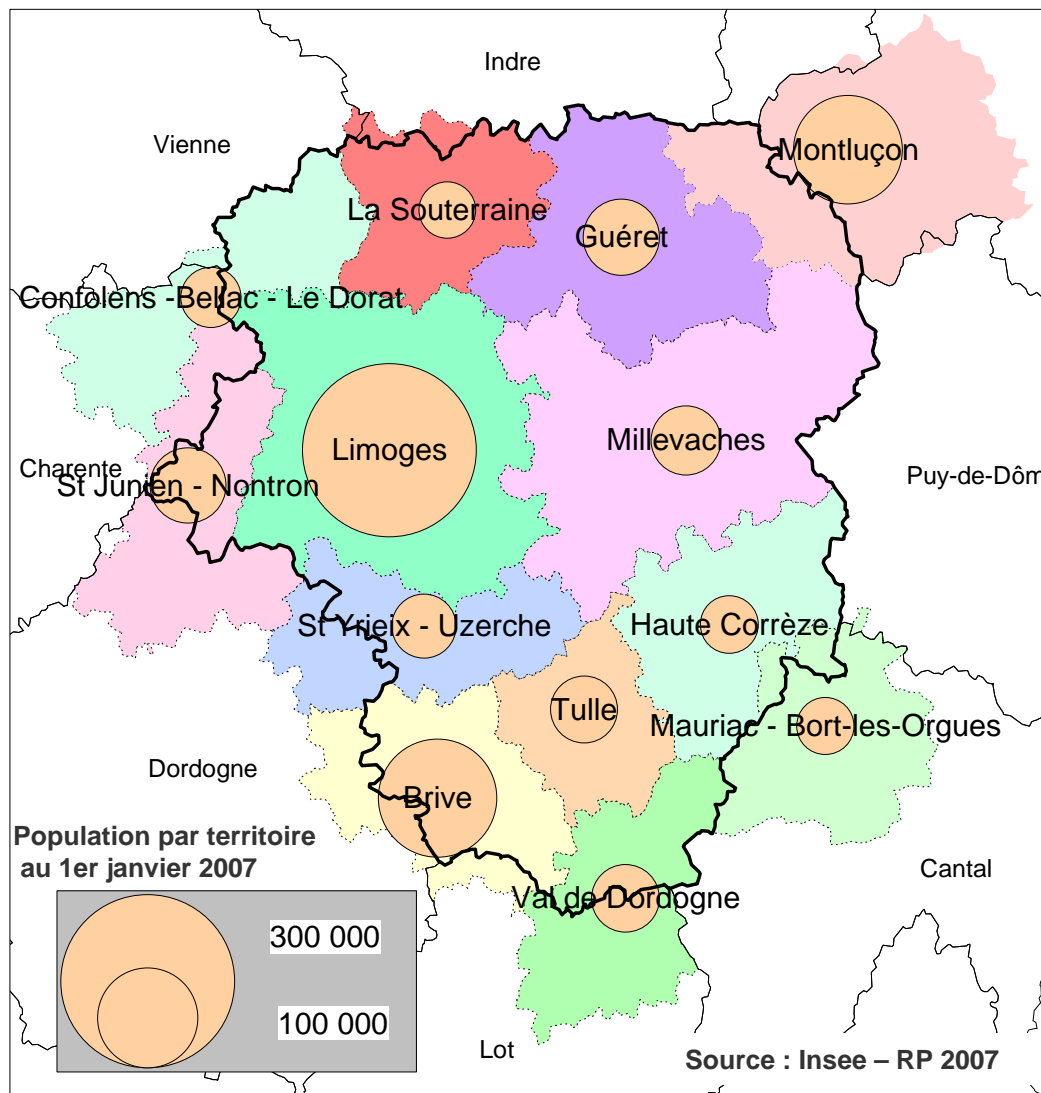 Indre
Vienne
Montluçon
La Souterraine
Guéret
Confolens -Bellac - Le Dorat
Limoges
Millevaches
Charente
St Junien - Nontron
Puy-de-Dôm
St Yrieix - Uzerche
Haute Corrèze
Tulle
Mauriac - Bort-les-Orgues
Dordogne
Brive
Population par territoire
au 1er janvier 2007
Cantal
Val de Dordogne
300 000
100 000
Lot
Source : Insee – RP 2007